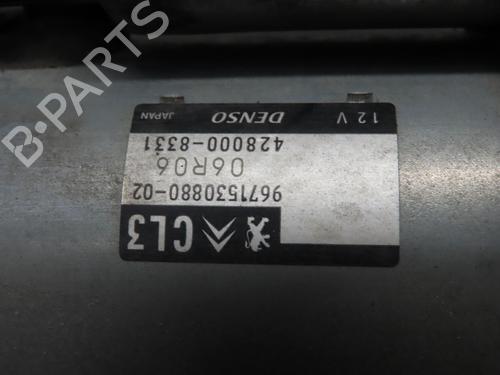 12 V DENSO JAPAN
428000-8331
06R06
9671530880-02
CL3
B-PARTS